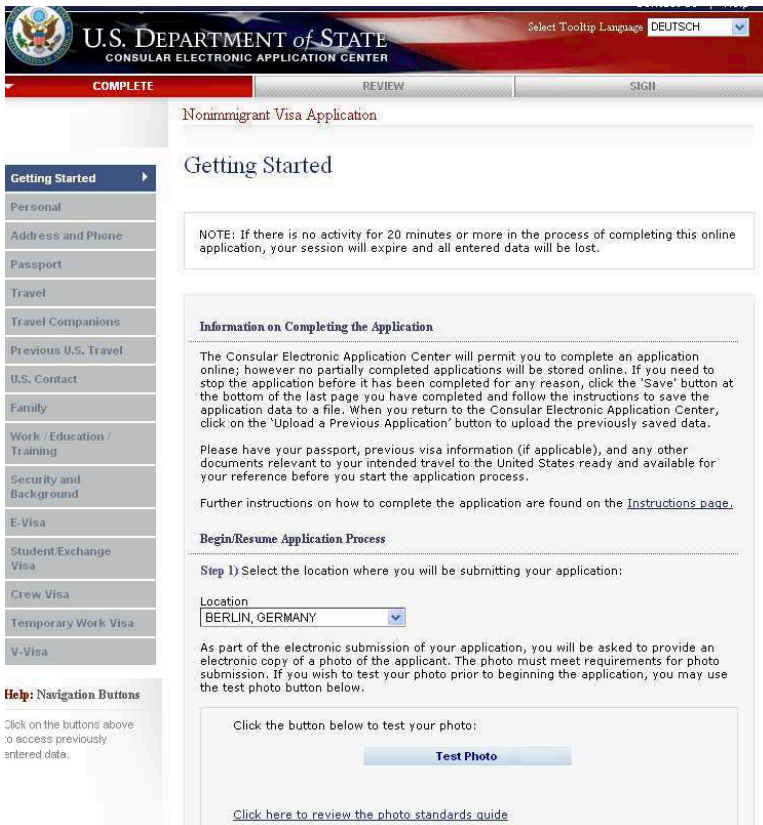 Select Tooltip Language DEUTSCH
U.S. DEPARTMENT of STATE
CONSULAR ELECTRONIC APPLICATION CENTER
COMPLETE
REVIEW
SIGN
Nonimmigrant Visa Application
Getting Started
Getting Started
Personal
Address and Phone
Passport
Travel
Travel Companions
Previous U.S. Travel
U.S. Contact
Family
Work / Education /
Training
Security and
Background
E-Visa
Student/Exchange
Visa
Crew Visa
Temporary Work Visa
V-Visa
Help: Navigation Buttons
Click on the buttons above
to access previously
entered data.
NOTE: If there is no activity for 20 minutes or more in the process of completing this online
application, your session will expire and all entered data will be lost.
Information on Completing the Application
The Consular Electronic Application Center will permit you to complete an application
online; however no partially completed applications will be stored online. If you need to
stop the application before it has been completed for any reason, click the 'Save' button at
the bottom of the last page you have completed and follow the instructions to save the
application data to a file. When you return to the Consular Electronic Application Center,
click on the 'Upload a Previous Application' button to upload the previously saved data.
Please have your passport, previous visa information (if applicable), and any other
documents relevant to your intended travel to the United States ready and available for
your reference before you start the application process.
Further instructions on how to complete the application are found on the Instructions page.
Begin/Resume Application Process
Step 1) Select the location where you will be submitting your application:
Location
BERLIN, GERMANY
As part of the electronic submission of your application, you will be asked to provide an
electronic copy of a photo of the applicant. The photo must meet requirements for photo
submission. If you wish to test your photo prior to beginning the application, you may use
the test photo button below.
Click the button below to test your photo:
Test Photo
Click here to review the photo standards guide